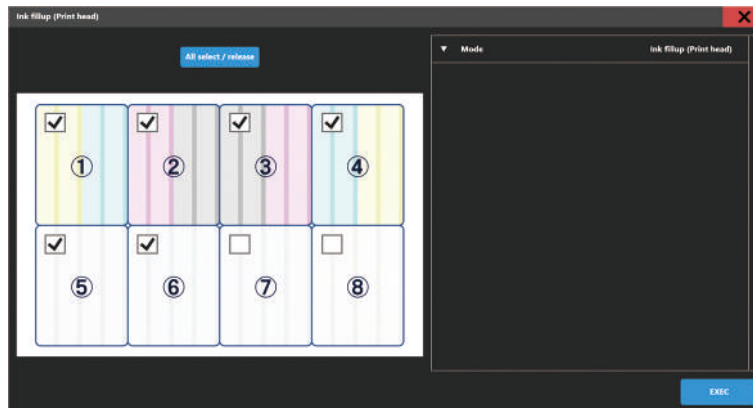 Ink fillup (Print head)
All select / release
Mode Ink fillup (Print head)
① ② ③ ④
⑤ ⑥ ⑦ ⑧
EXEC